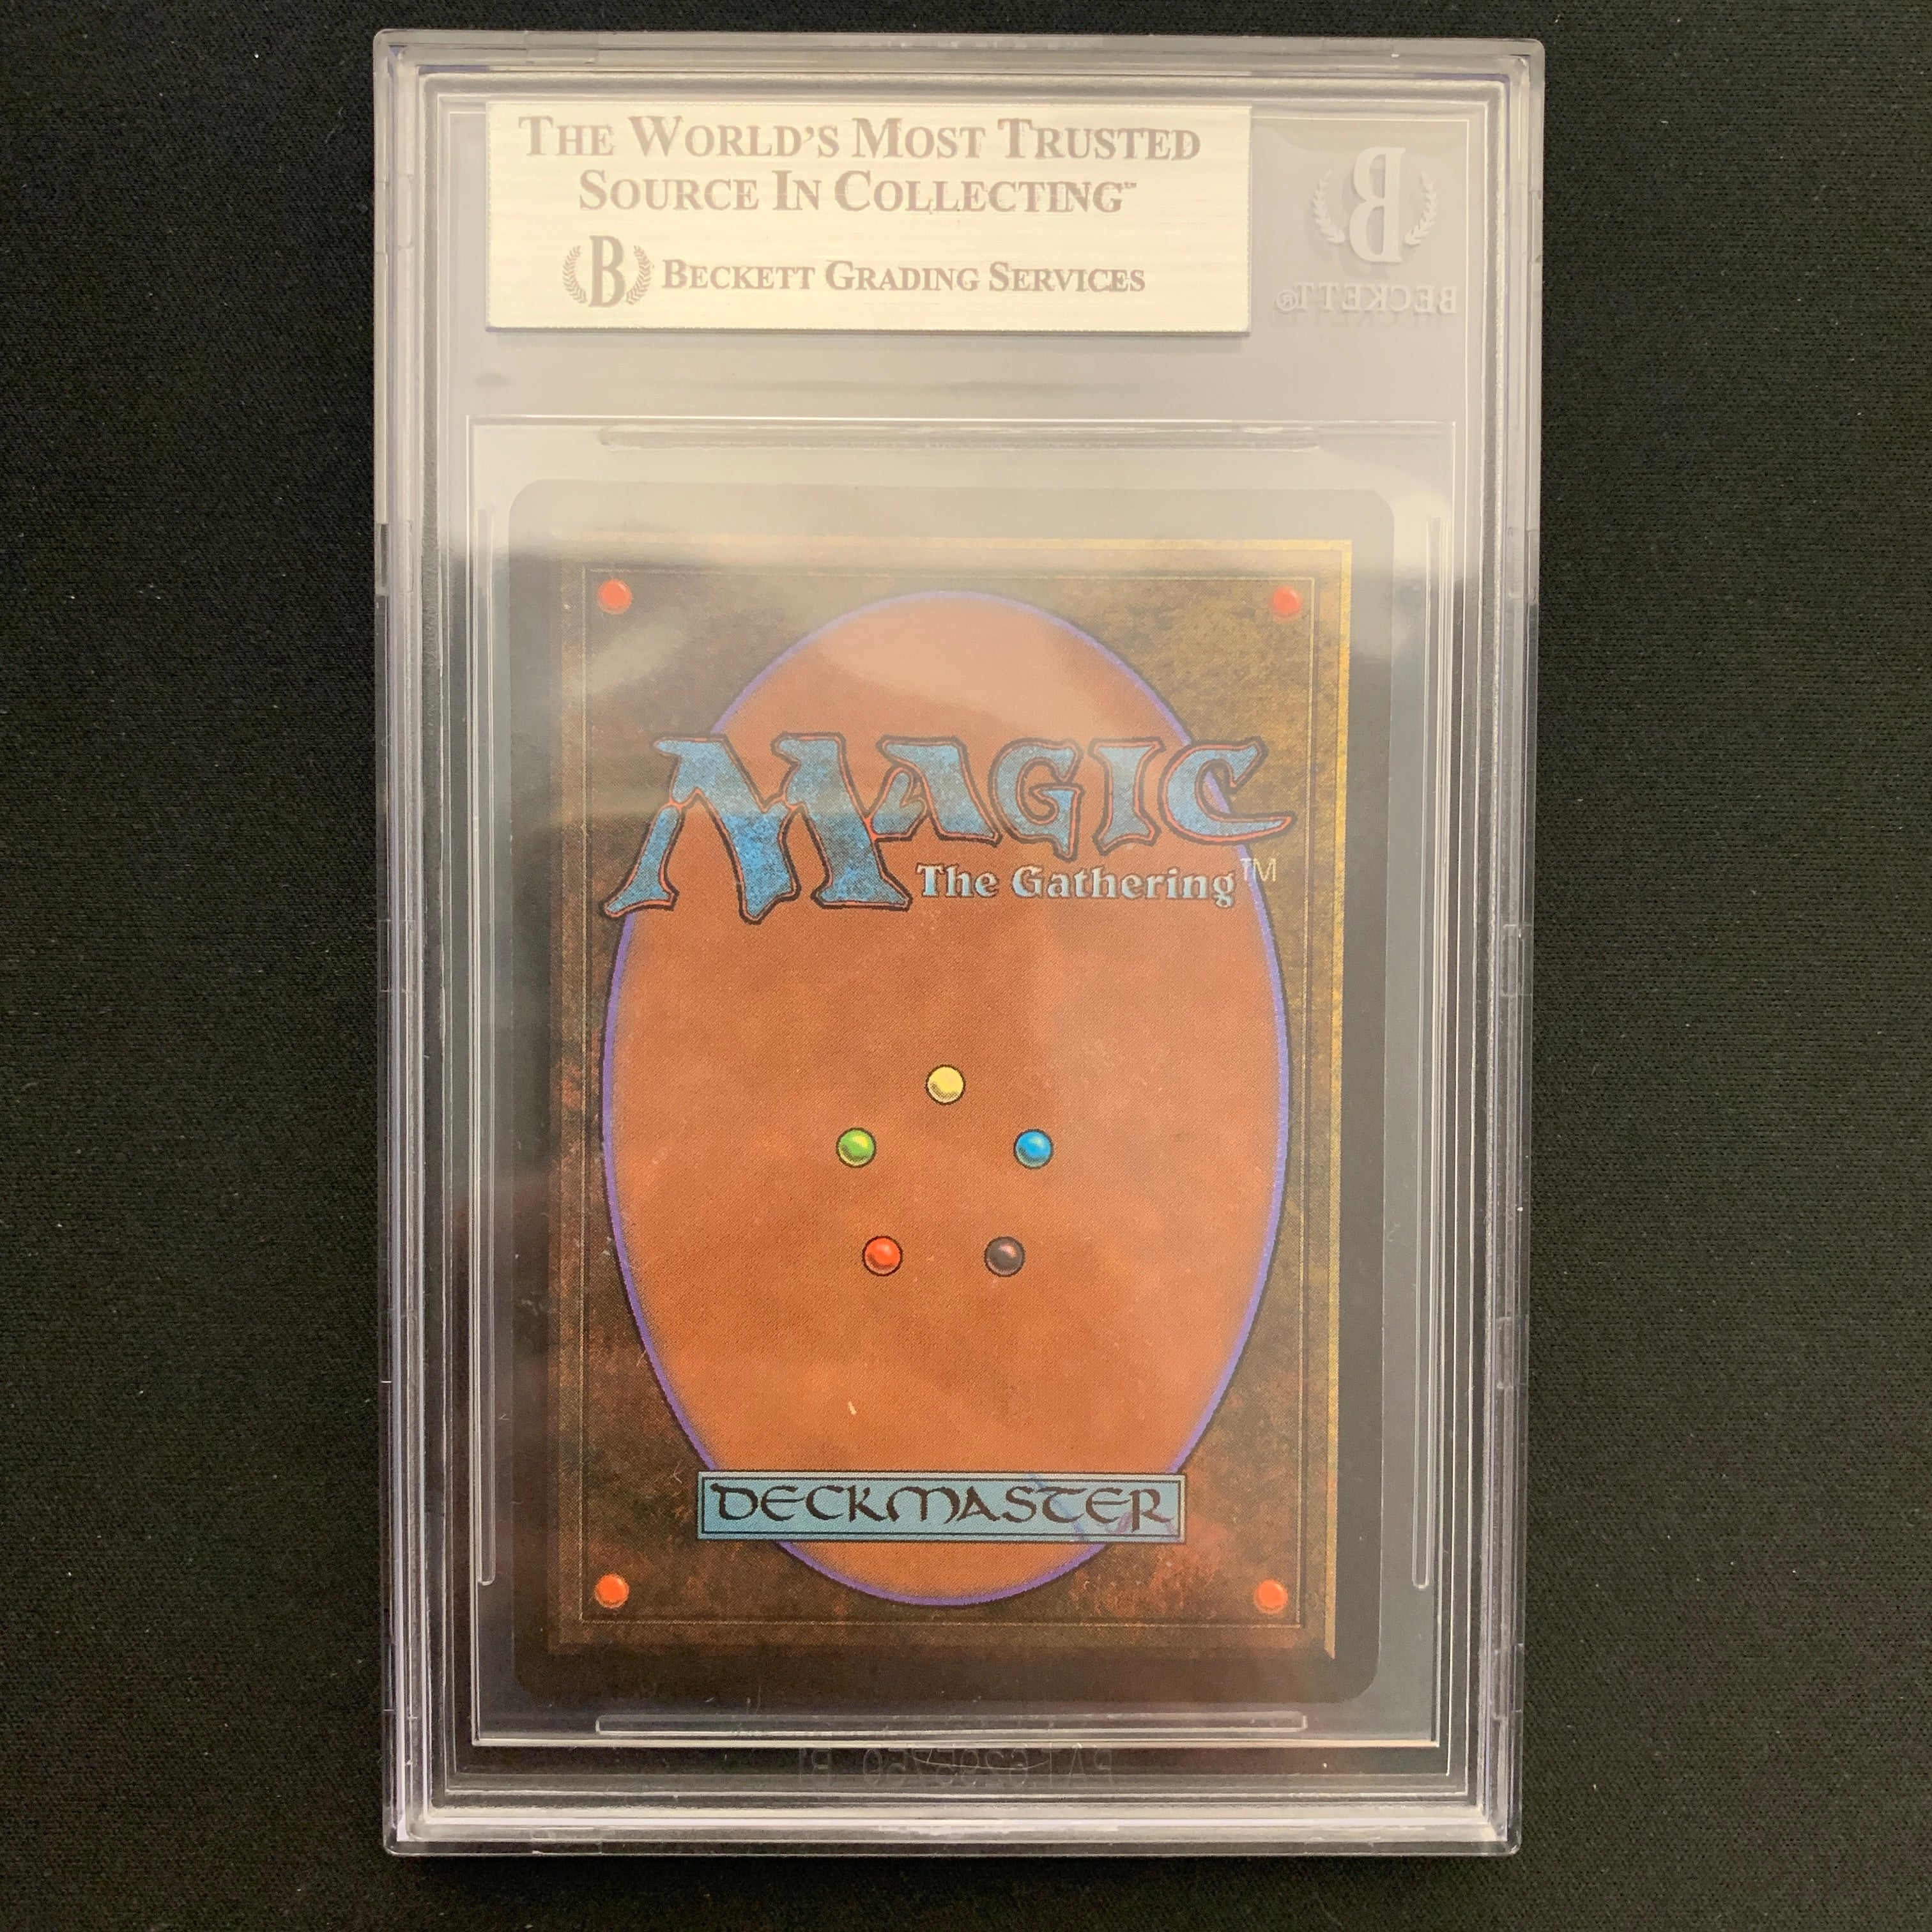 THE WORLD'S MOST TRUSTED
SOURCE IN COLLECTING™
B BECKETT GRADING SERVICES
B
BECKETT®
MAGIC
The Gathering™
DECKMASTER